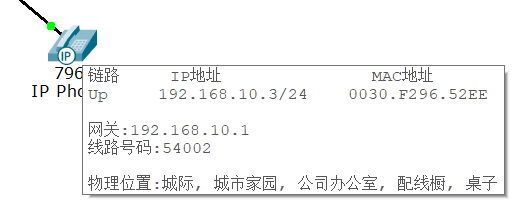 IP
796
IP Pho
链路 IP地址 MAC地址
Up 192.168.10.3/24 0030.F296.52EE
网关:192.168.10.1
线路号码:54002
物理位置:城际, 城市家园, 公司办公室, 配线橱, 桌子